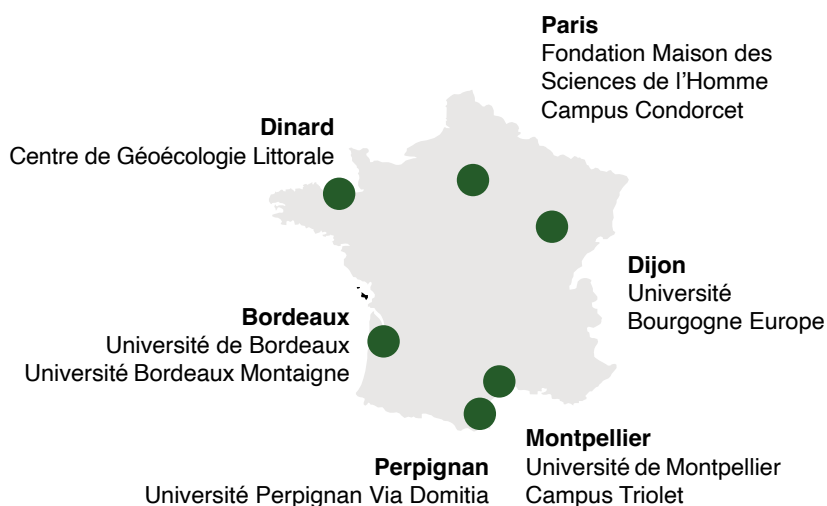 Paris
Fondation Maison des
Sciences de l’Homme
Campus Condorcet
Dinard
Centre de Géoécologie Littorale
Dijon
Université
Bourgogne Europe
Bordeaux
Université de Bordeaux
Université Bordeaux Montaigne
Montpellier
Université de Montpellier
Campus Triolet
Perpignan
Université Perpignan Via Domitia